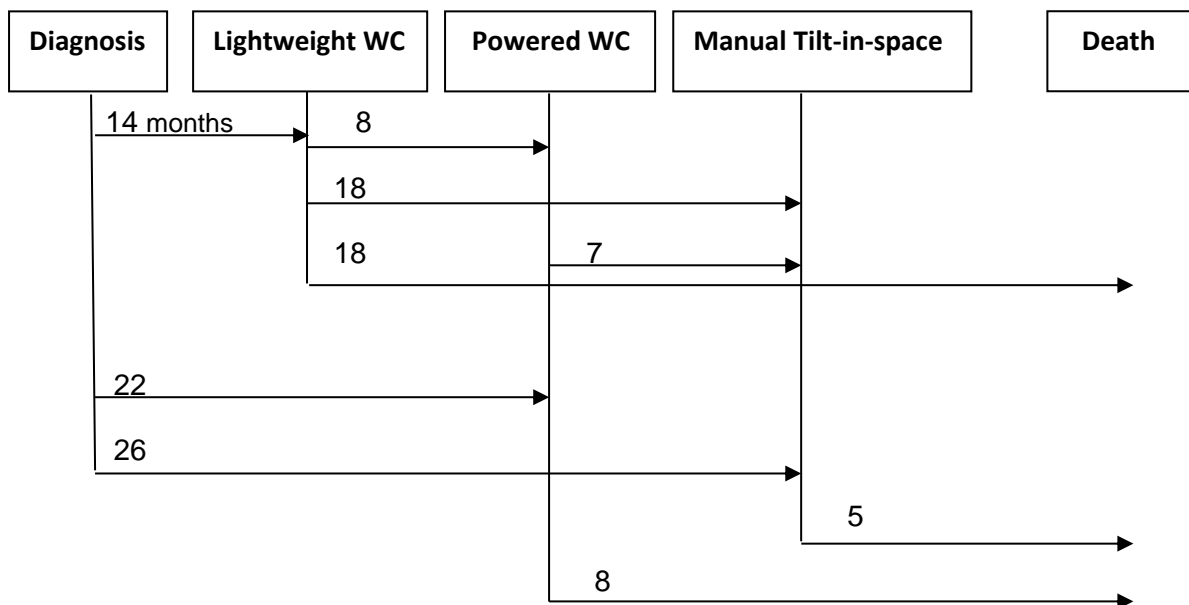 Diagnosis
Lightweight WC
Powered WC
Manual Tilt-in-space
Death
14 months
8
18
18
7
22
26
5
8